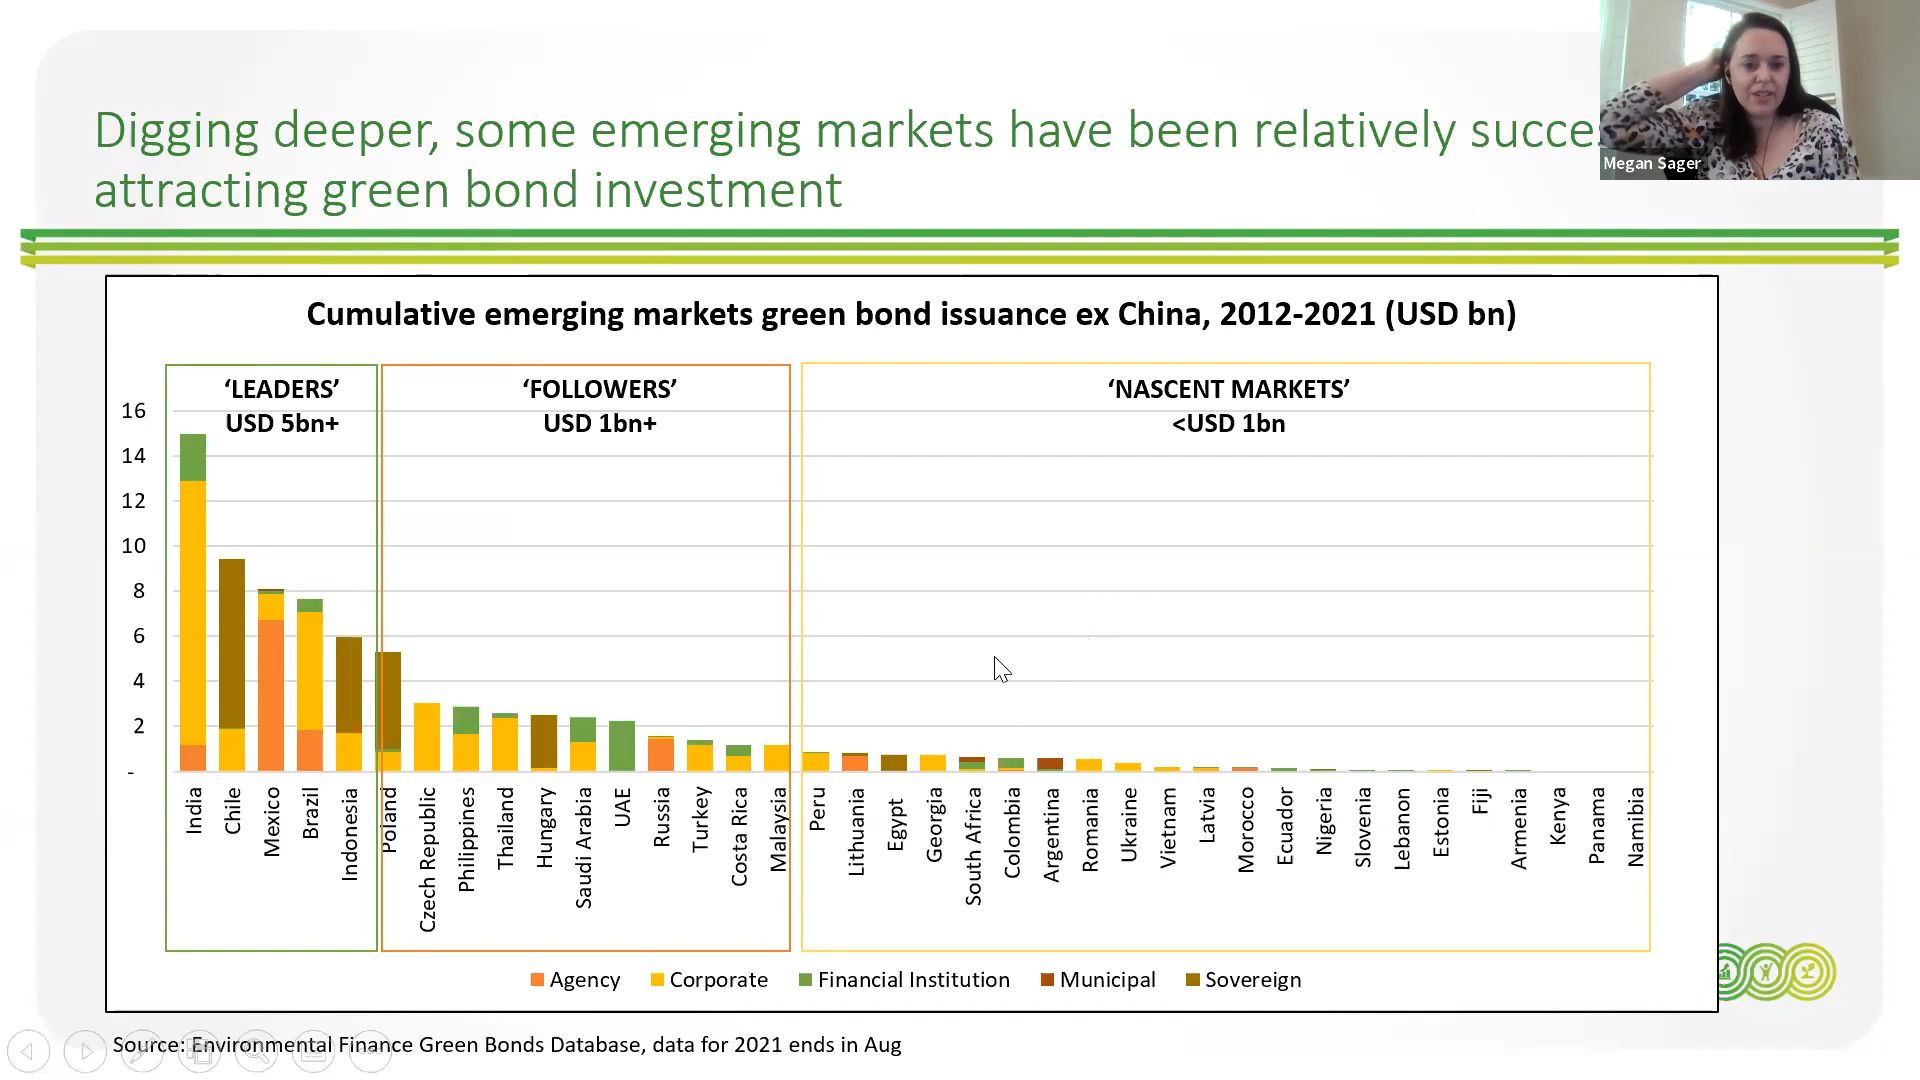 Digging deeper, some emerging markets have been relatively
attracting green bond investment
Megan Sager
Cumulative emerging markets green bond issuance ex China, 2012-2021 (USD bn)
‘LEADERS’
USD 5bn+
‘FOLLOWERS’
USD 1bn+
‘NASCENT MARKETS’
<USD 1bn
16
14
12
10
8
6
4
2
-
India
Chile
Mexico
Brazil
Indonesia
Poland
Czech Republic
Philippines
Thailand
Hungary
Saudi Arabia
UAE
Russia
Turkey
Costa Rica
Malaysia
Peru
Lithuania
Egypt
Georgia
South Africa
Colombia
Argentina
Romania
Ukraine
Vietnam
Latvia
Morocco
Ecuador
Nigeria
Slovenia
Lebanon
Estonia
Fiji
Armenia
Kenya
Panama
Namibia
Agency
Corporate
Financial Institution
Municipal
Sovereign
Source: Environmental Finance Green Bonds Database, data for 2021 ends in Aug